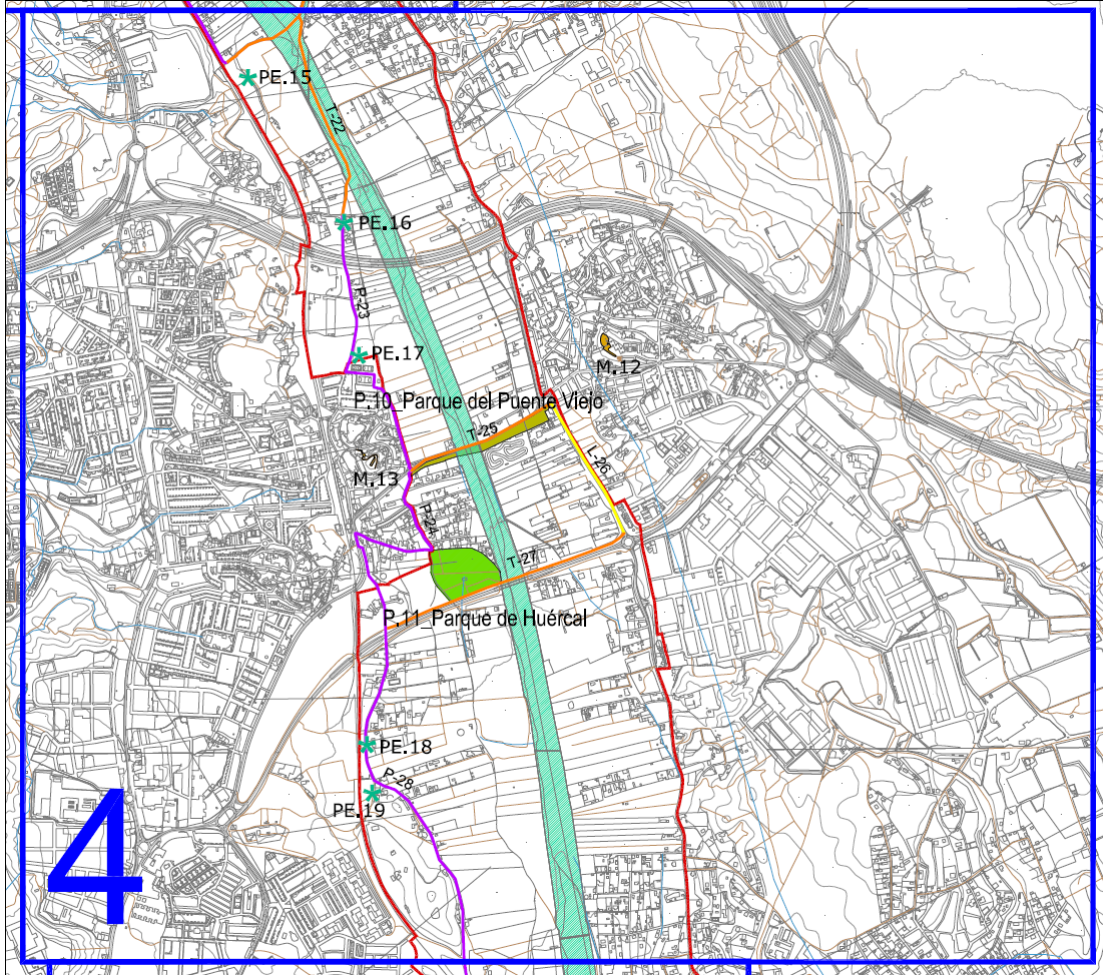 PE.15
T-22
PE.16
P-23
PE.17
M.12
P.10_Parque del Puente Viejo
T-25
L-26
M.13
P-24
T-27
P.11_Parque de Huércal
PE.18
P-28
PE.19
4